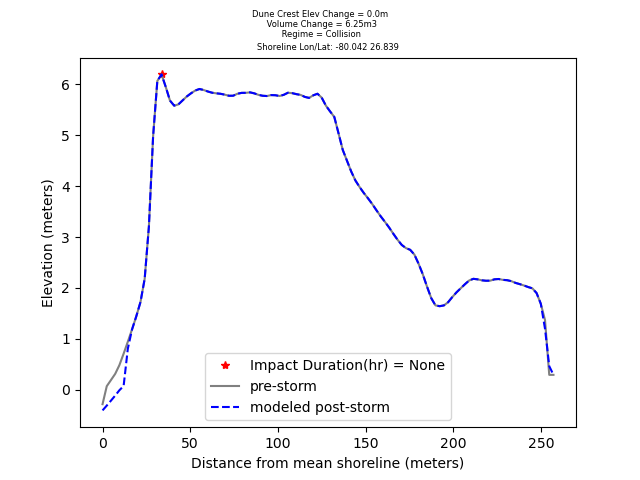 Dune Crest Elev Change = 0.0m
Volume Change = 6.25m3
Regime = Collision
Shoreline Lon/Lat: -80.042 26.839
6
5
4
3
2
1
0
Elevation (meters)
Impact Duration(hr) = None
pre-storm
modeled post-storm
0 50 100 150 200 250
Distance from mean shoreline (meters)